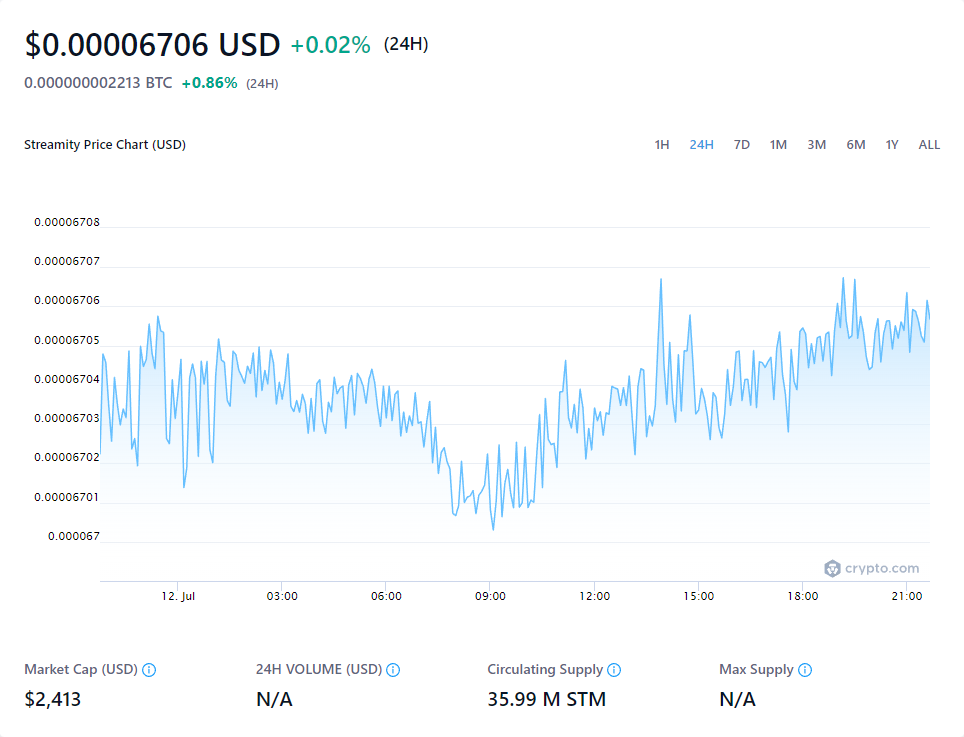 $0.00006706 USD +0.02% (24H)
0.000000002213 BTC +0.86% (24H)
Streamity Price Chart (USD) 1H 24H 7D 1M 3M 6M 1Y ALL
0.00006708
0.00006707
0.00006706
0.00006705
0.00006704
0.00006703
0.00006702
0.00006701
0.000067
crypto.com
12. Jul 03:00 06:00 09:00 12:00 15:00 18:00 21:00
Market Cap (USD) 24H VOLUME (USD) Circulating Supply Max Supply
$2,413 N/A 35.99 M STM N/A